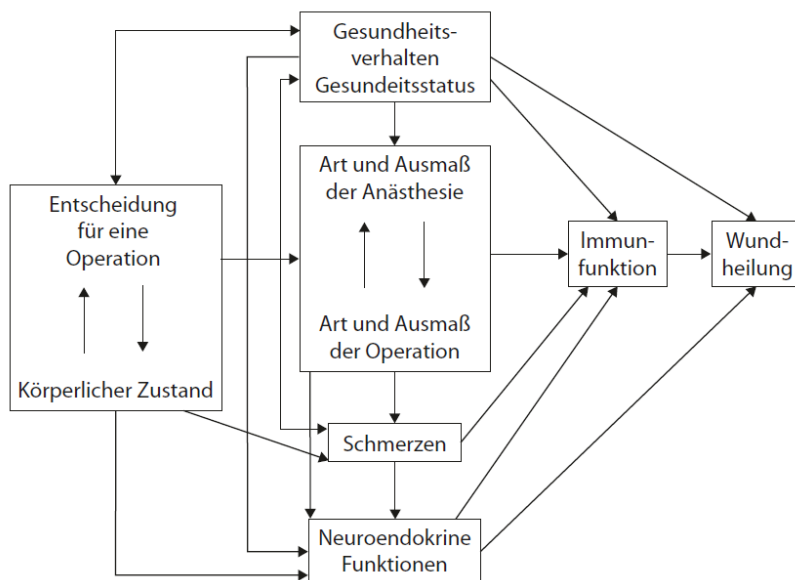 Gesundheits-
verhalten
Gesundeitsstatus
Art und Ausmaß
der Anästhesie
Entscheidung
für eine
Operation
Immun-
funktion
Wund-
heilung
Art und Ausmaß
der Operation
Körperlicher Zustand
Schmerzen
Neuroendokrine
Funktionen